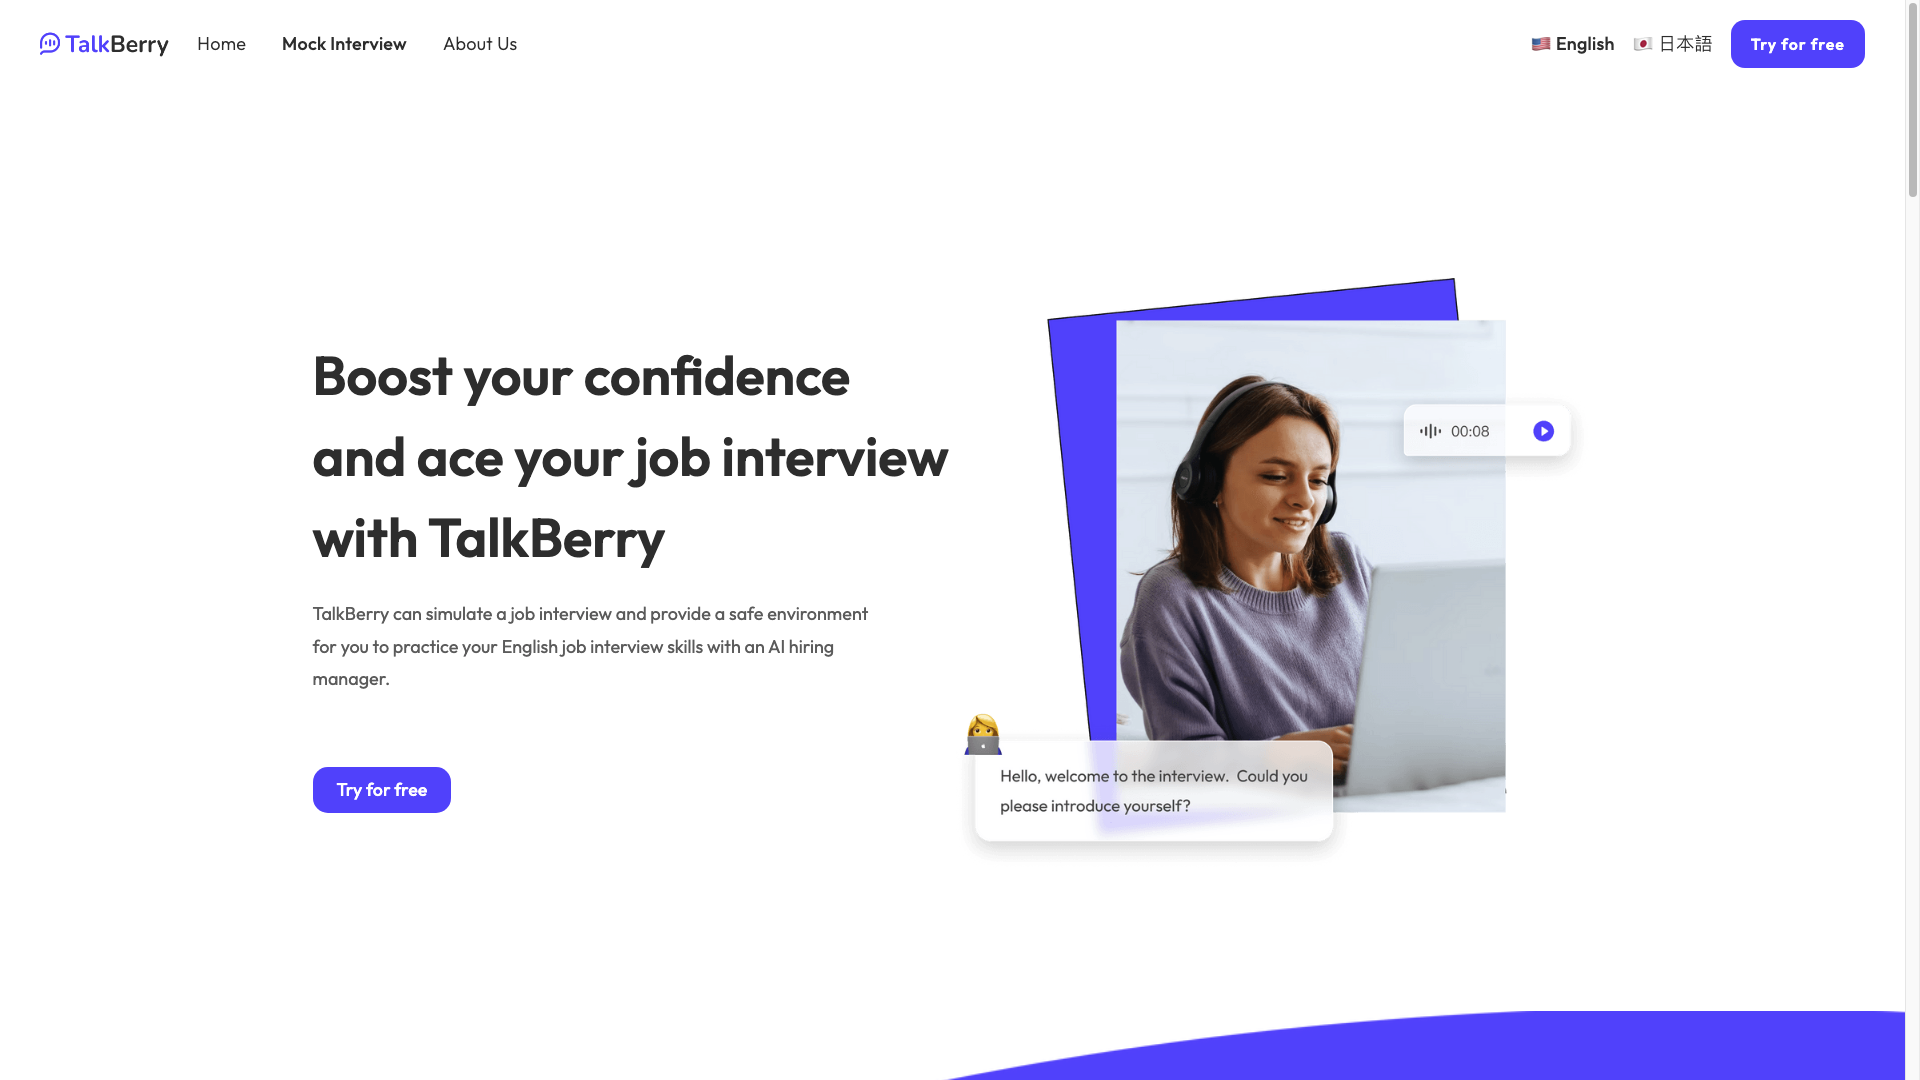 TalkBerry
Home
Mock Interview
About Us
English
日本語
Try for free
Boost your confidence
and ace your job interview
with TalkBerry
TalkBerry can simulate a job interview and provide a safe environment
for you to practice your English job interview skills with an AI hiring
manager.
Try for free
00:08
Hello, welcome to the interview. Could you
please introduce yourself?